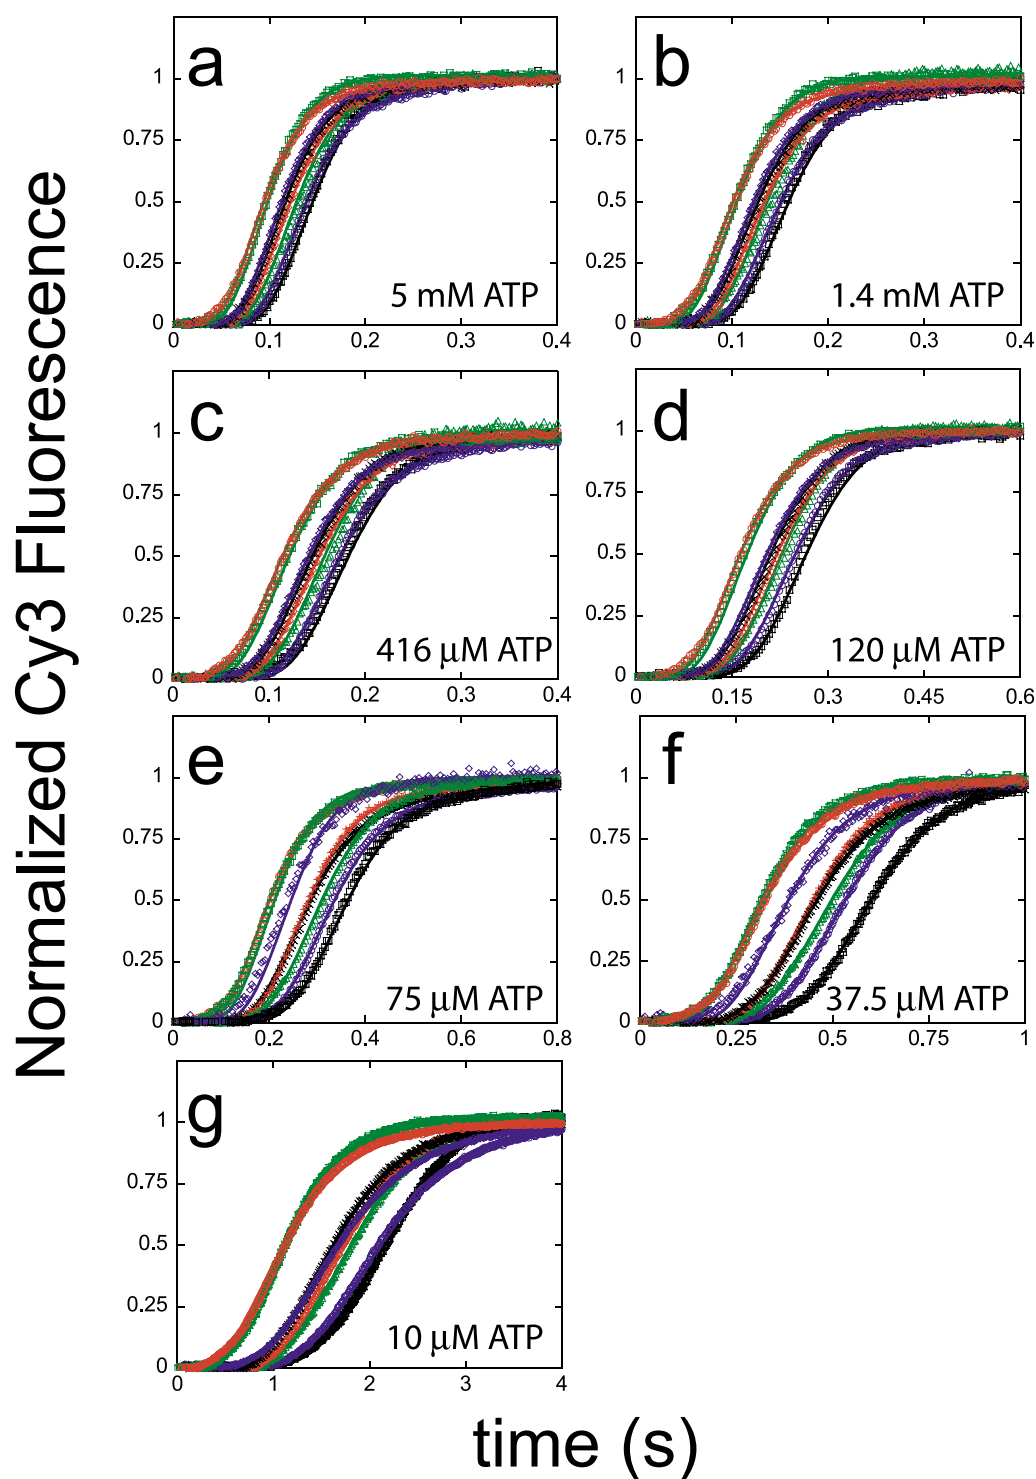 Normalized Cy3 Fluorescence
a
1
0.75
0.5
0.25
0
5 mM ATP
0 0.1 0.2 0.3 0.4
b
1
0.75
0.5
0.25
0
1.4 mM ATP
0 0.1 0.2 0.3 0.4
c
1
0.75
0.5
0.25
0
416 μM ATP
0 0.1 0.2 0.3 0.4
d
1
0.75
0.5
0.25
0
120 μM ATP
0 0.15 0.3 0.45 0.6
e
1
0.75
0.5
0.25
0
75 μM ATP
0 0.2 0.4 0.6 0.8
f
1
0.75
0.5
0.25
0
37.5 μM ATP
0 0.25 0.5 0.75 1
g
1
0.75
0.5
0.25
0
10 μM ATP
0 1 2 3 4
time (s)